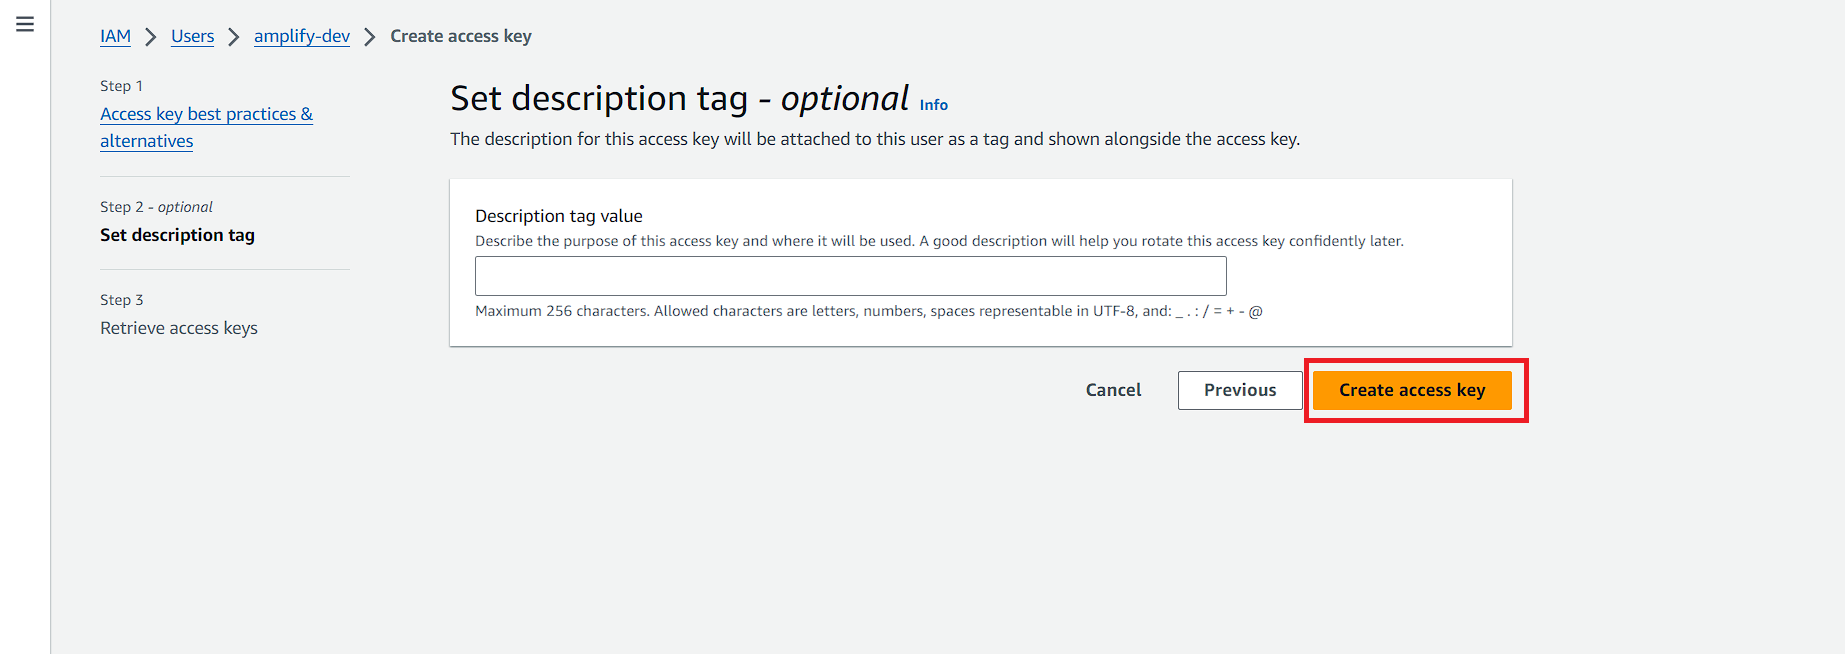 IAM > Users > amplify-dev > Create access key
Step 1
Access key best practices &
alternatives
Step 2 - optional
Set description tag
Step 3
Retrieve access keys
Set description tag - optional Info
The description for this access key will be attached to this user as a tag and shown alongside the access key.
Description tag value
Describe the purpose of this access key and where it will be used. A good description will help you rotate this access key confidently later.
Maximum 256 characters. Allowed characters are letters, numbers, spaces representable in UTF-8, and: _ . : / = + - @
Cancel Previous Create access key